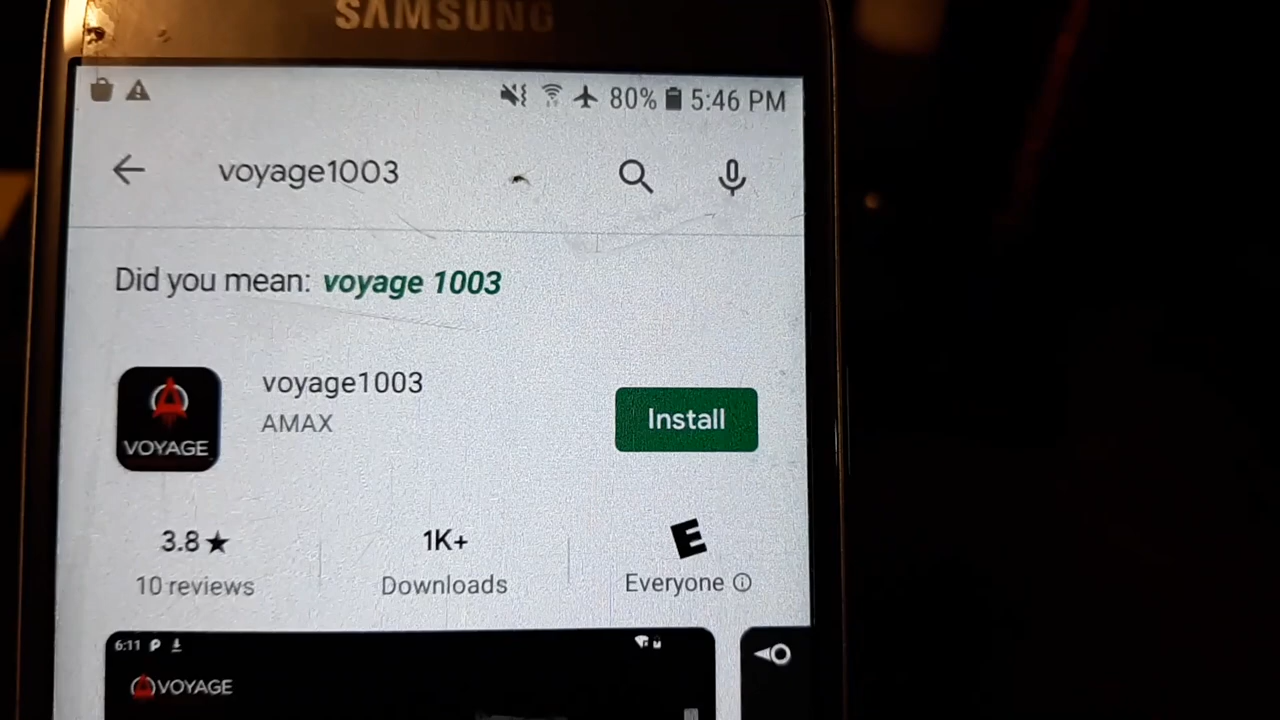 SAMSUNG
80% 5:46 PM
voyage1003
Did you mean: voyage 1003
voyage1003
AMAX
Install
VOYAGE
3.8★ 1K+ E
10 reviews Downloads Everyone
6:11
VOYAGE